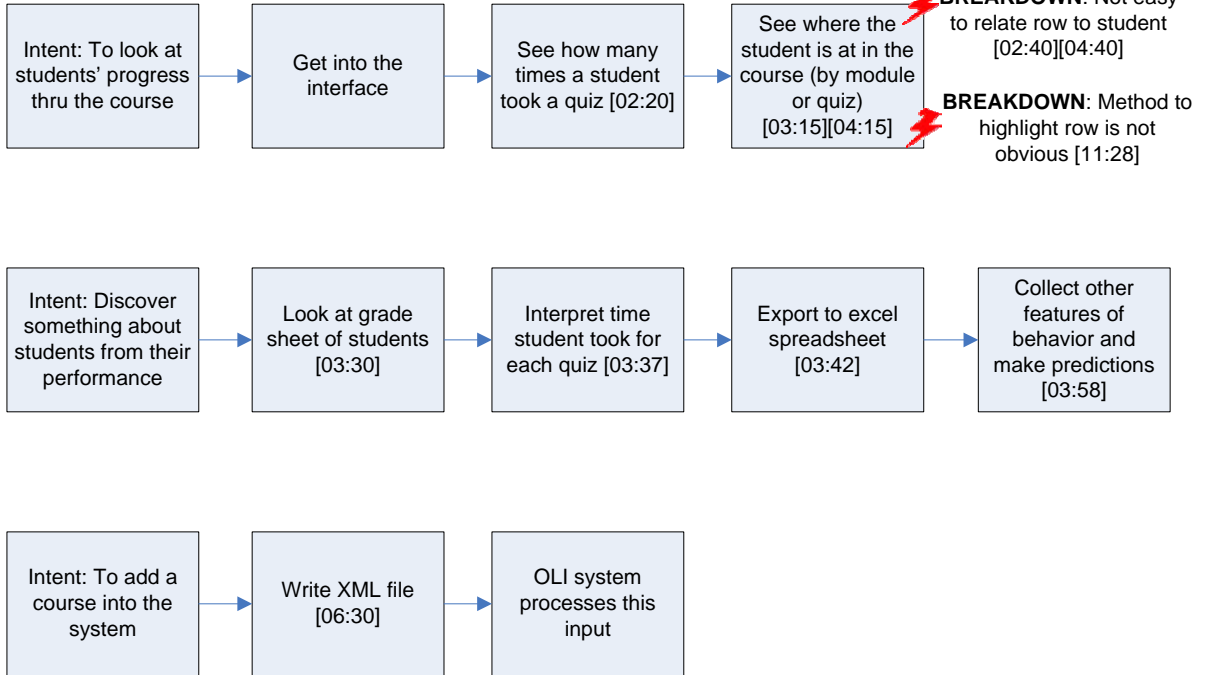 Intent: To look at
students’ progress
thru the course
Get into the
interface
See how many
times a student
took a quiz [02:20]
See where the
student is at in the
course (by module
or quiz)
[03:15][04:15]
BREAKDOWN: Not easy
to relate row to student
[02:40][04:40]
BREAKDOWN: Method to
highlight row is not
obvious [11:28]
Intent: Discover
something about
students from their
performance
Look at grade
sheet of students
[03:30]
Interpret time
student took for
each quiz [03:37]
Export to excel
spreadsheet
[03:42]
Collect other
features of
behavior and
make predictions
[03:58]
Intent: To add a
course into the
system
Write XML file
[06:30]
OLI system
processes this
input